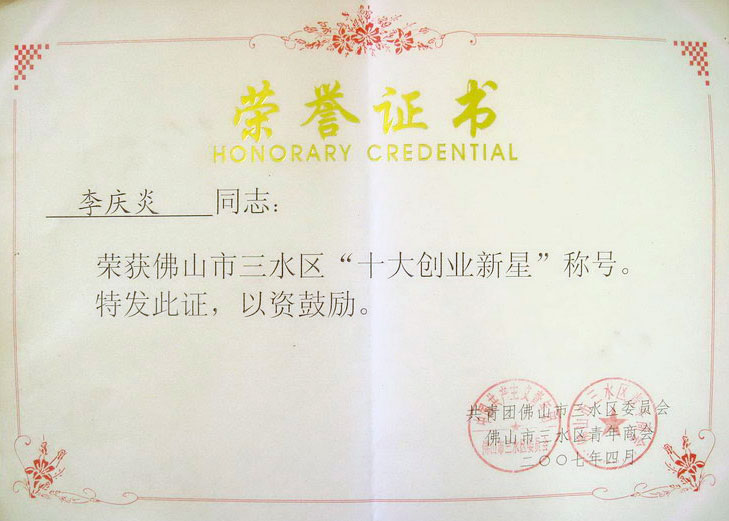 荣誉证书
HONORARY CREDENTIAL
李庆炎 同志：
荣获佛山市三水区“十大创业新星”称号。
特发此证，以资鼓励。
共青团佛山市三水区委员会
佛山市三水区青年商会
二〇〇七年四月